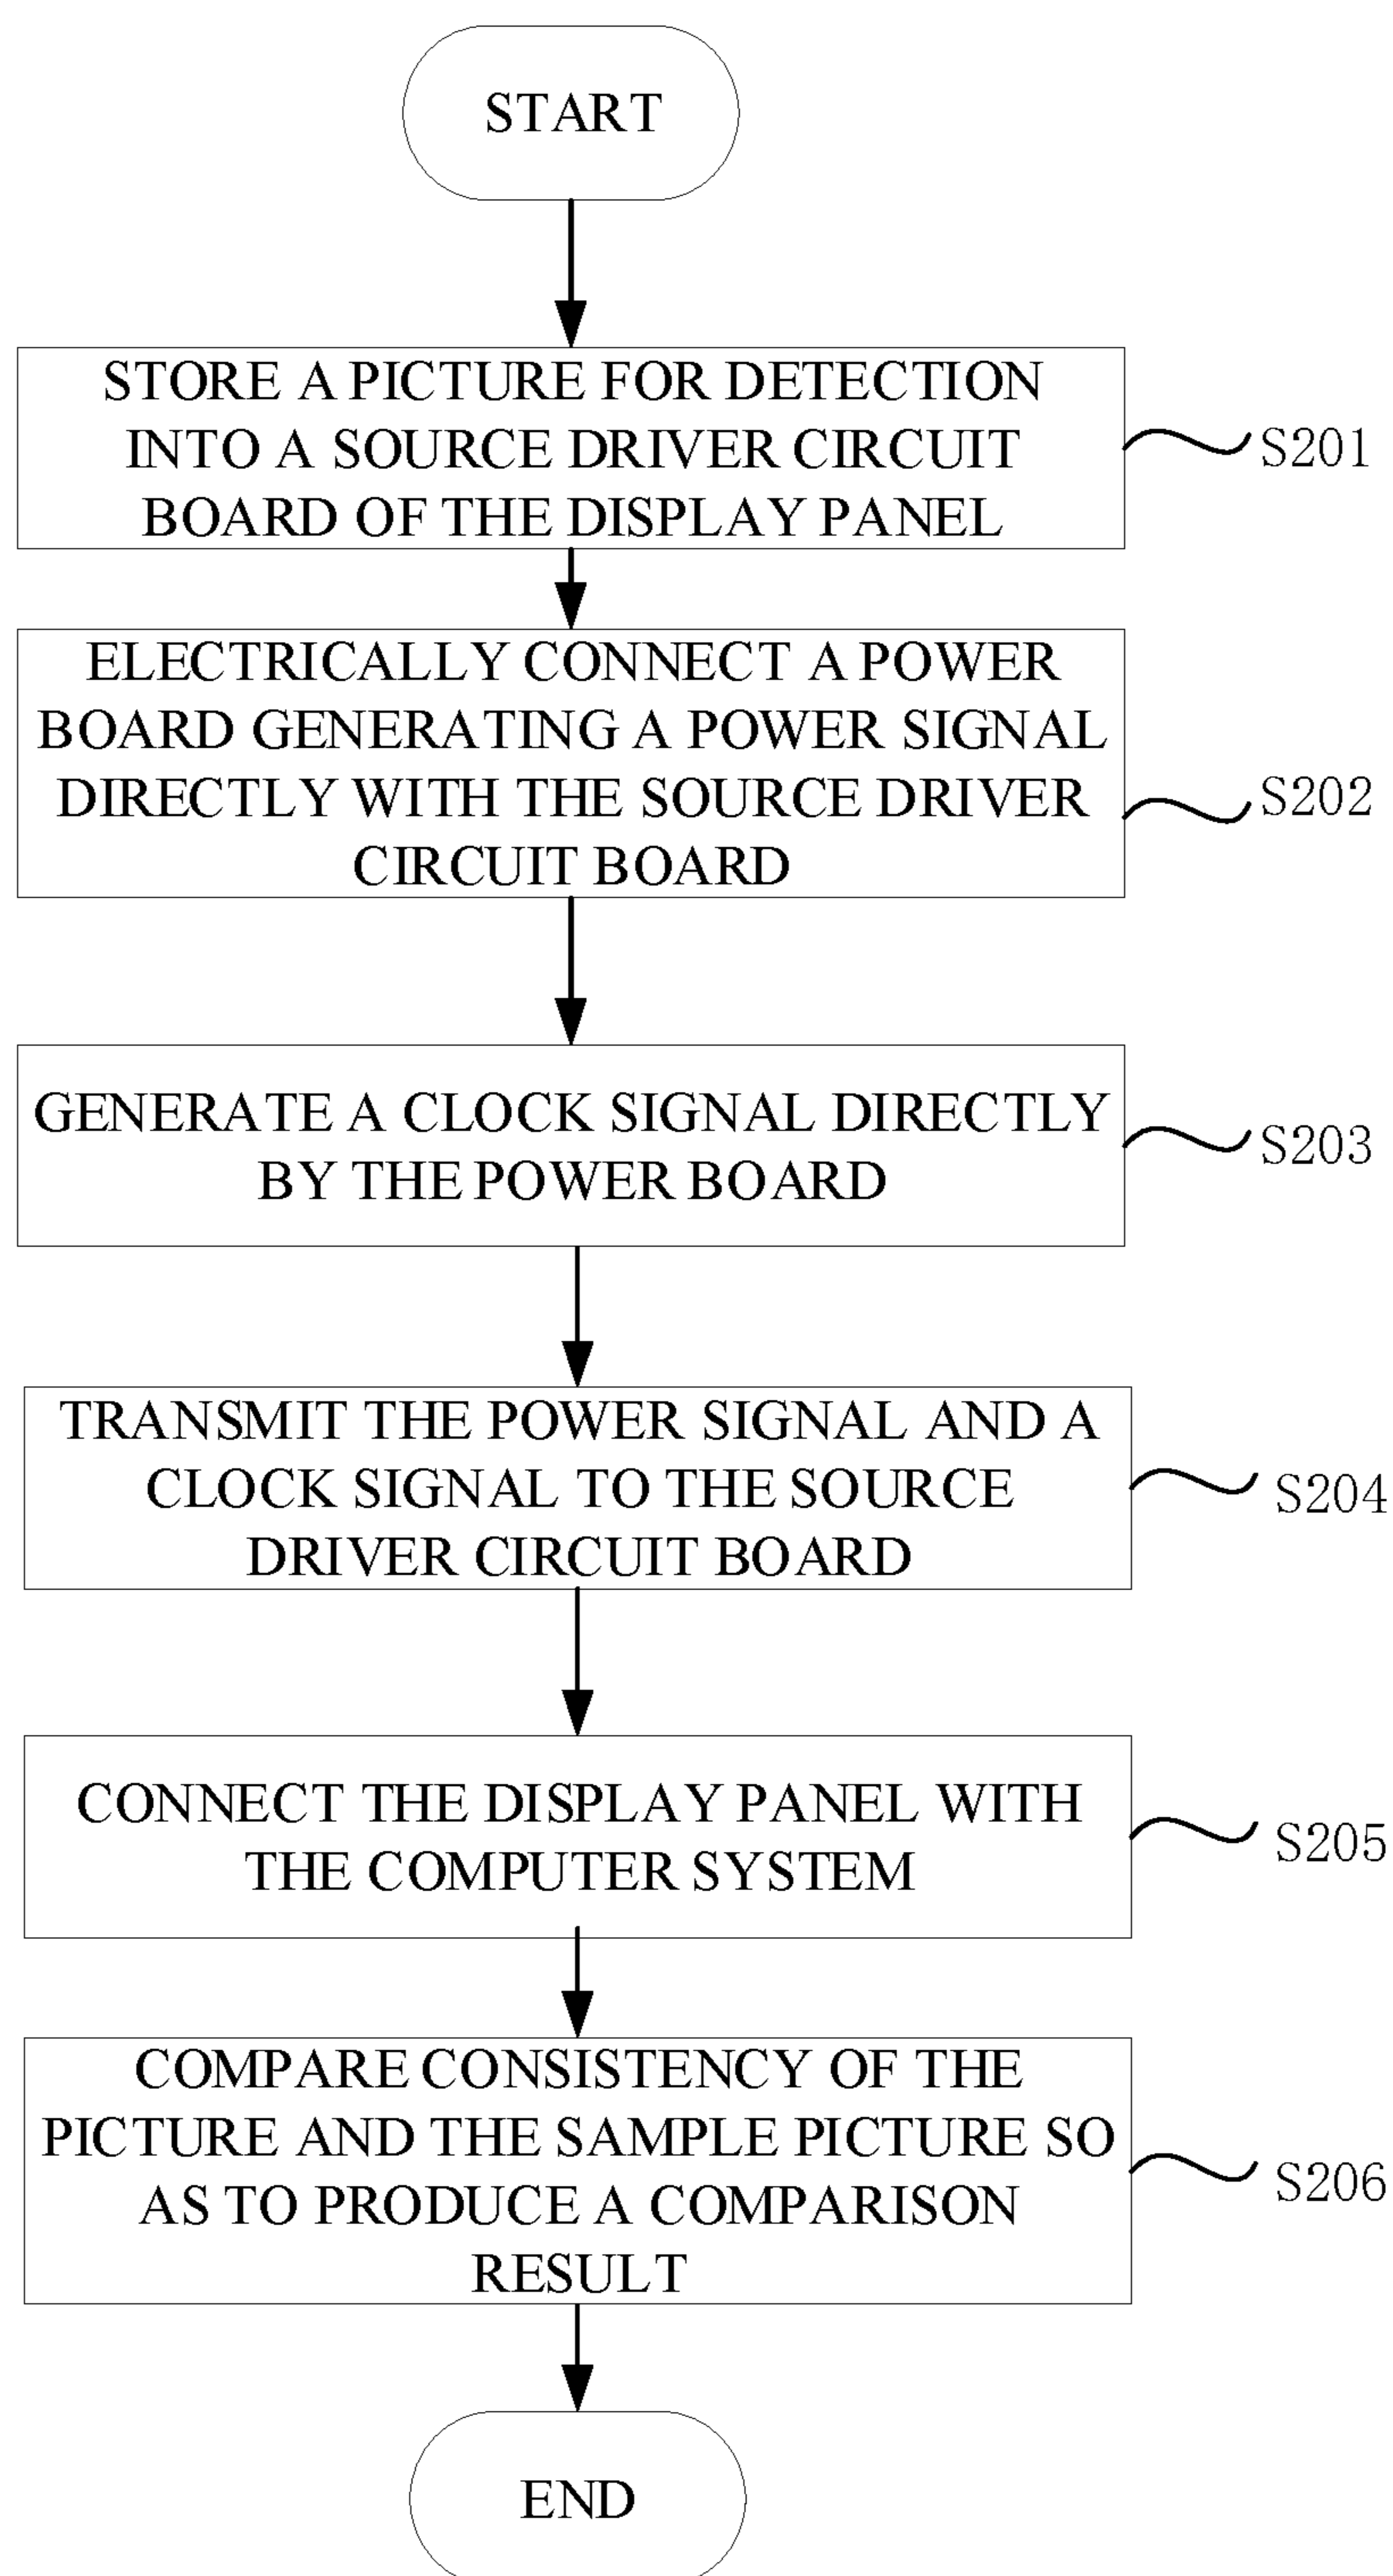 START
STORE A PICTURE FOR DETECTION
INTO A SOURCE DRIVER CIRCUIT
BOARD OF THE DISPLAY PANEL
S201
ELECTRICALLY CONNECT A POWER
BOARD GENERATING A POWER SIGNAL
DIRECTLY WITH THE SOURCE DRIVER
CIRCUIT BOARD
S202
GENERATE A CLOCK SIGNAL DIRECTLY
BY THE POWER BOARD
S203
TRANSMIT THE POWER SIGNAL AND A
CLOCK SIGNAL TO THE SOURCE
DRIVER CIRCUIT BOARD
S204
CONNECT THE DISPLAY PANEL WITH
THE COMPUTER SYSTEM
S205
COMPARE CONSISTENCY OF THE
PICTURE AND THE SAMPLE PICTURE SO
AS TO PRODUCE A COMPARISON
RESULT
S206
END